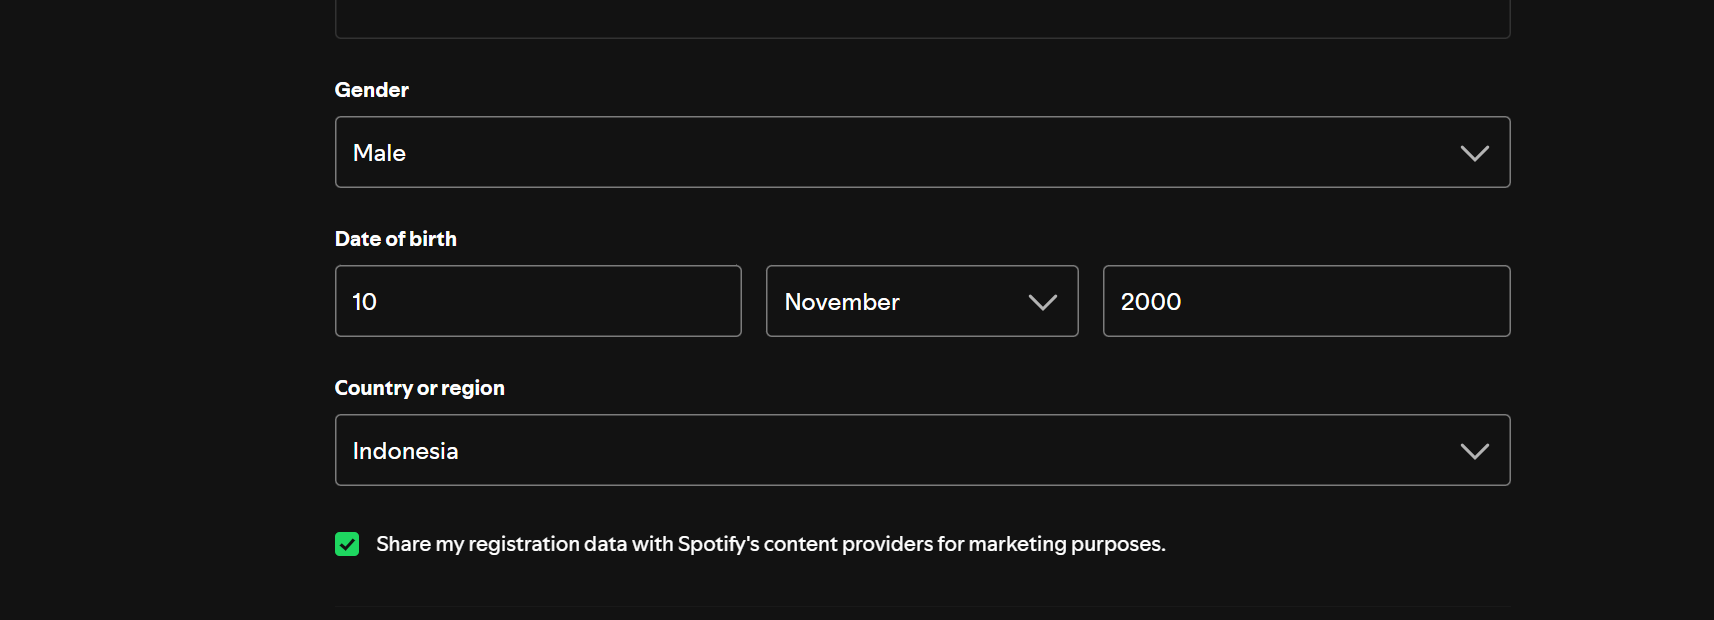 Gender
Male
Date of birth
10 November 2000
Country or region
Indonesia
Share my registration data with Spotify's content providers for marketing purposes.